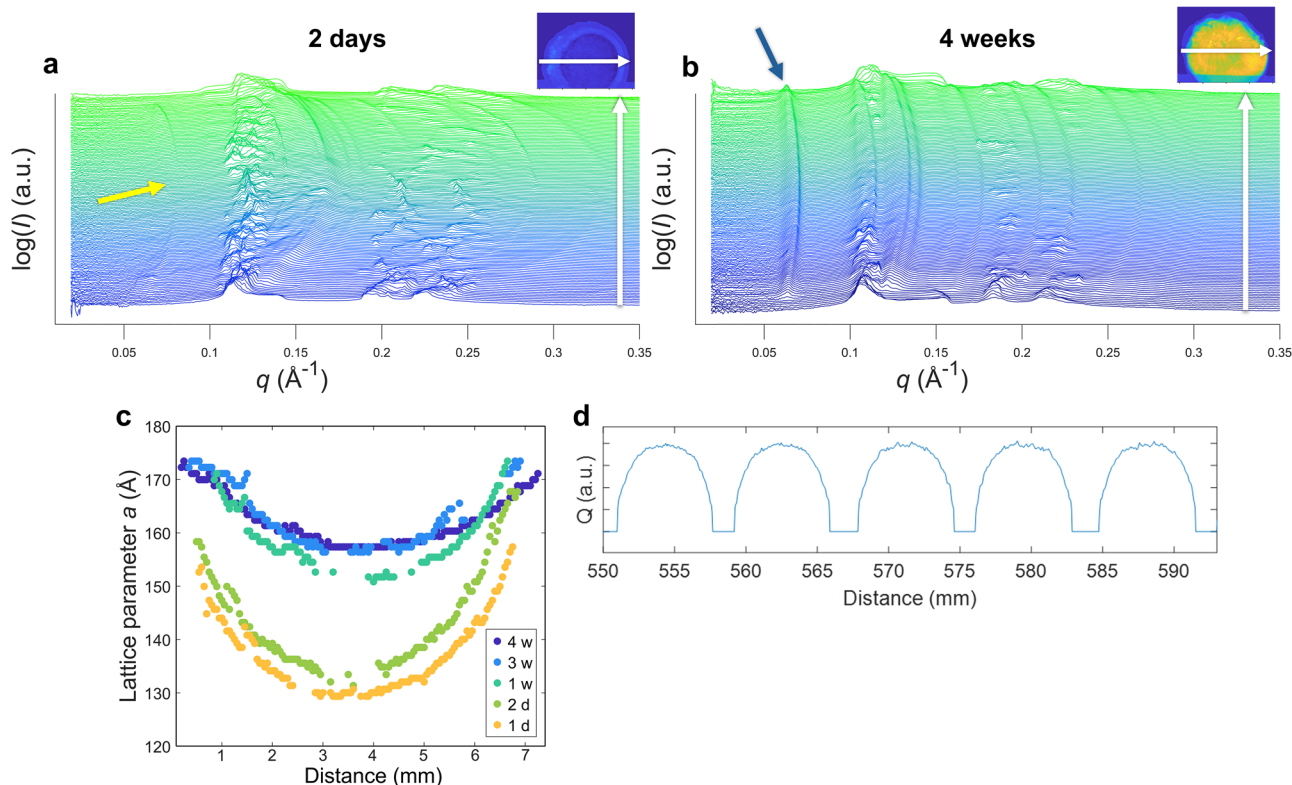 2 days
4 weeks
a
b
log(I) (a.u.)
log(I) (a.u.)
0.05 0.1 0.15 0.2 0.25 0.3 0.35
0.05 0.1 0.15 0.2 0.25 0.3 0.35
q (Å-1)
q (Å-1)
c
d
Lattice parameter a (Å)
180
170
160
150
140
130
120
4 w
3 w
1 w
2 d
1 d
1 2 3 4 5 6 7
Distance (mm)
Q (a.u.)
550 555 560 565 570 575 580 585 590
Distance (mm)